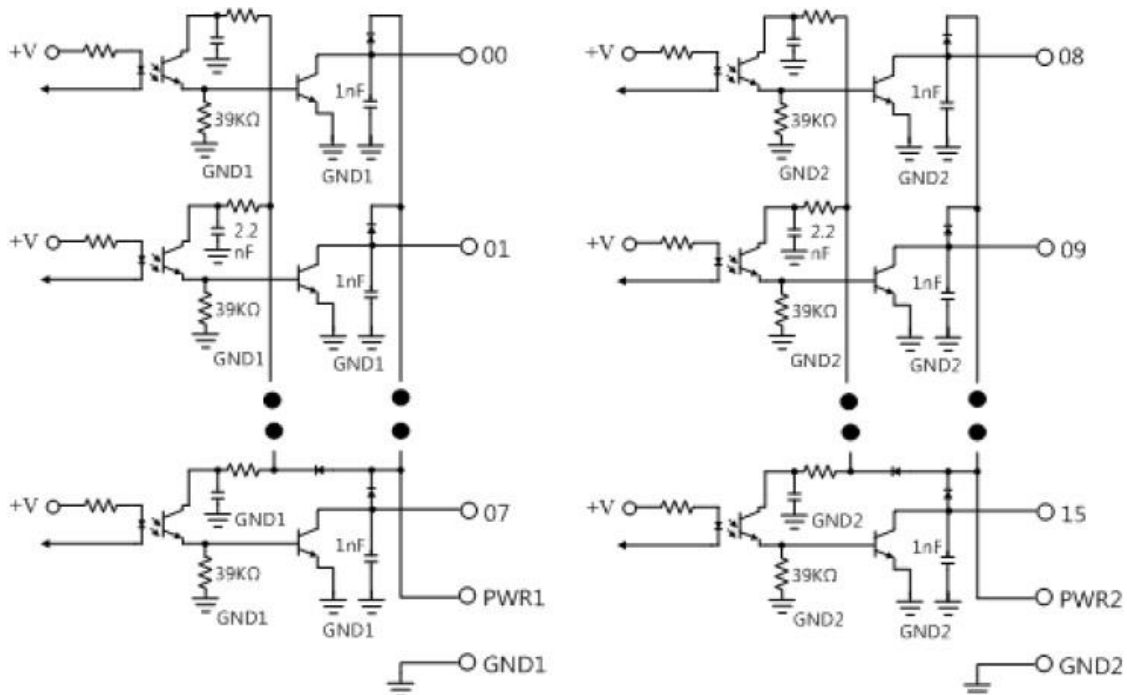 +V 00 +V 08
1nF 1nF
39KΩ 39KΩ
GND1 GND1 GND2 GND2
+V 2.2 nF 01 +V 2.2 nF 09
1nF 1nF
39KΩ 39KΩ
GND1 GND1 GND2 GND2
+V GND1 07 +V GND2 15
1nF 1nF
39KΩ PWR1 39KΩ PWR2
GND1 GND1 GND2 GND2
GND1 GND2